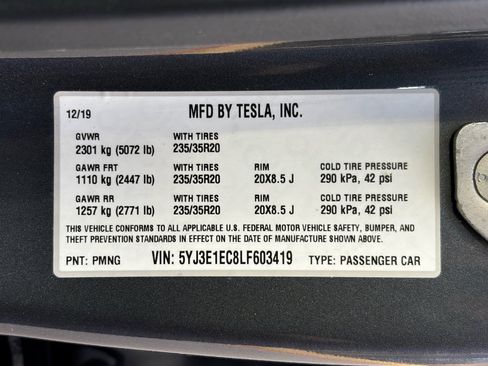 12/19 MFD BY TESLA, INC.
GVWR WITH TIRES
2301 kg (5072 lb) 235/35R20
GAWR FRT WITH TIRES RIM COLD TIRE PRESSURE
1110 kg (2447 lb) 235/35R20 20X8.5 J 290 kPa, 42 psi
GAWR RR WITH TIRES RIM COLD TIRE PRESSURE
1257 kg (2771 lb) 235/35R20 20X8.5 J 290 kPa, 42 psi
THIS VEHICLE CONFORMS TO ALL APPLICABLE U.S. FEDERAL MOTOR VEHICLE SAFETY, BUMPER, AND
THEFT PREVENTION STANDARDS IN EFFECT ON THE DATE OF MANUFACTURE SHOWN ABOVE.
PNT: PMNG VIN: 5YJ3E1EC8LF603419 TYPE: PASSENGER CAR